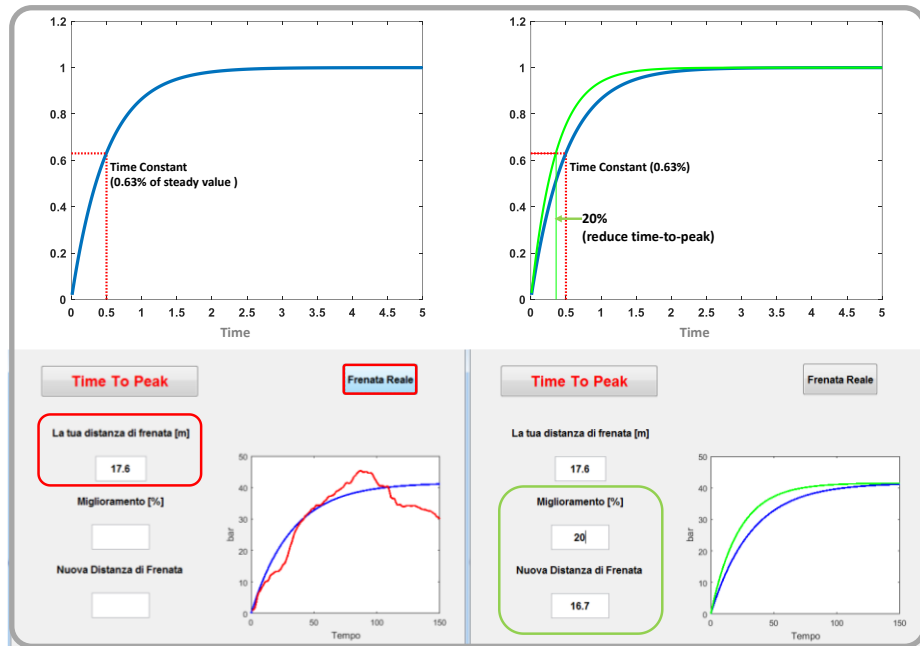 1.2
1
0.8
0.6
0.4
0.2
0
Time Constant
(0.63% of steady value )
0 0.5 1 1.5 2 2.5 3 3.5 4 4.5 5
Time
1.2
1
0.8
0.6
0.4
0.2
0
Time Constant (0.63%)
20%
(reduce time-to-peak)
0 0.5 1 1.5 2 2.5 3 3.5 4 4.5 5
Time
Time To Peak
Frenata Reale
La tua distanza di frenata [m]
17.6
Miglioramento [%]
Nuova Distanza di Frenata
50
40
30
20
10
0
bar
0 50 100 150
Tempo
Time To Peak
Frenata Reale
La tua distanza di frenata [m]
17.6
Miglioramento [%]
20
Nuova Distanza di Frenata
16.7
50
40
30
20
10
0
bar
0 50 100 150
Tempo